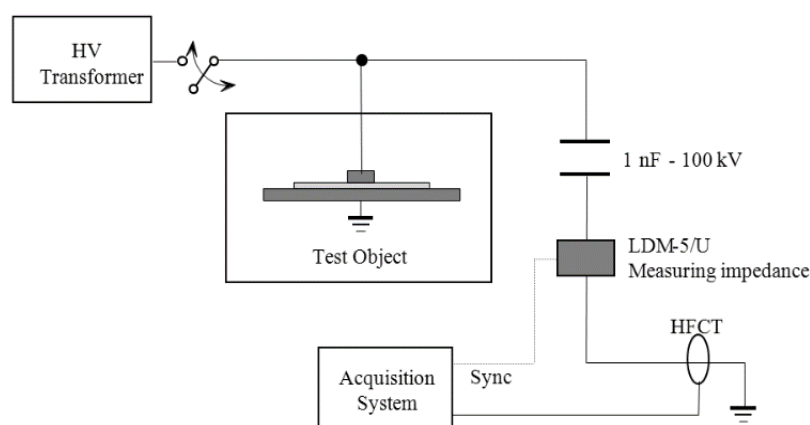 HV
Transformer
1 nF - 100 kV
LDM-5/U
Measuring impedance
Test Object
HFCT
Sync
Acquisition
System